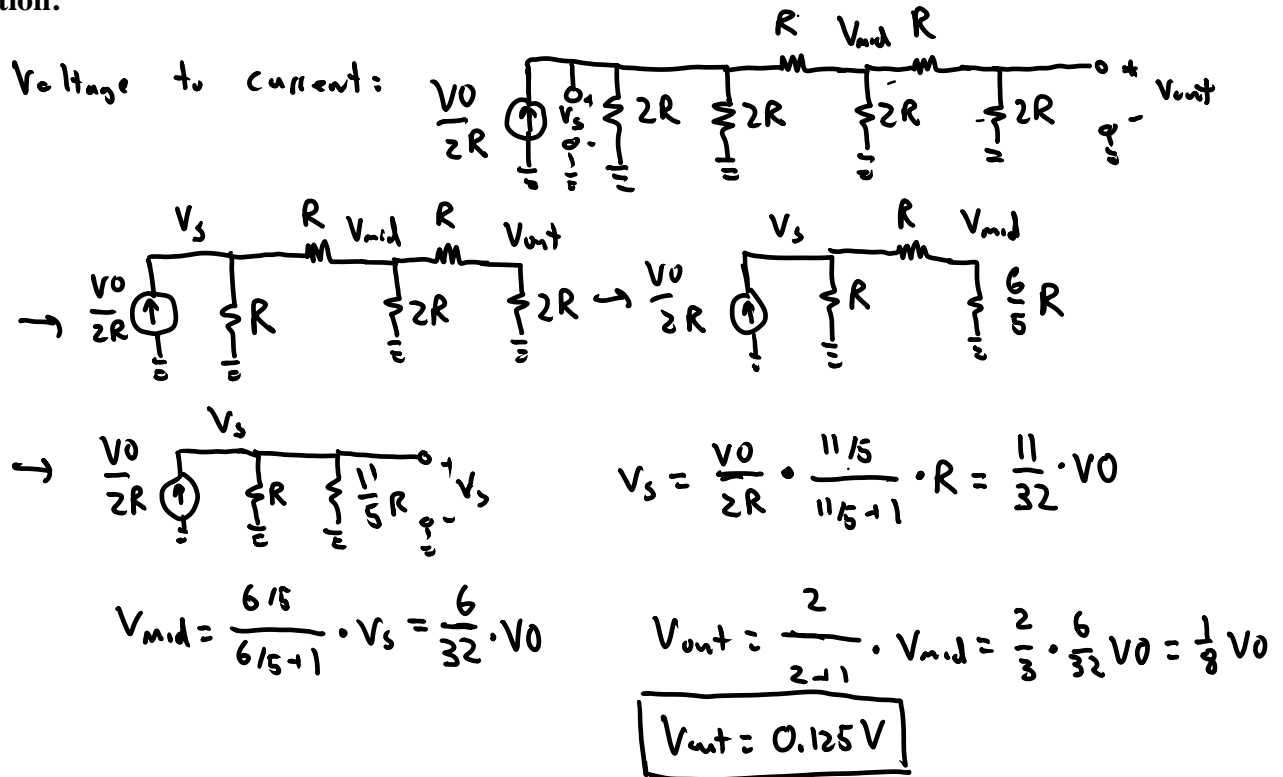 tion:
R Vmid R
Voltage to current: V0/2R Vs + - 2R 2R 2R 2R + Vout -
Vs R Vmid R Vout
→ V0/2R R 2R 2R
Vs R Vmid
→ V0/2R R 6/5 R
Vs
→ V0/2R R 11/5 R + Vs -
Vs = V0/2R · (11/5)/(11/5+1) · R = 11/32 · V0
Vmid = (6/5)/(6/5+1) · Vs = 6/32 · V0
Vout = 2/(2+1) · Vmid = 2/3 · 6/32 V0 = 1/8 V0
Vout = 0.125 V